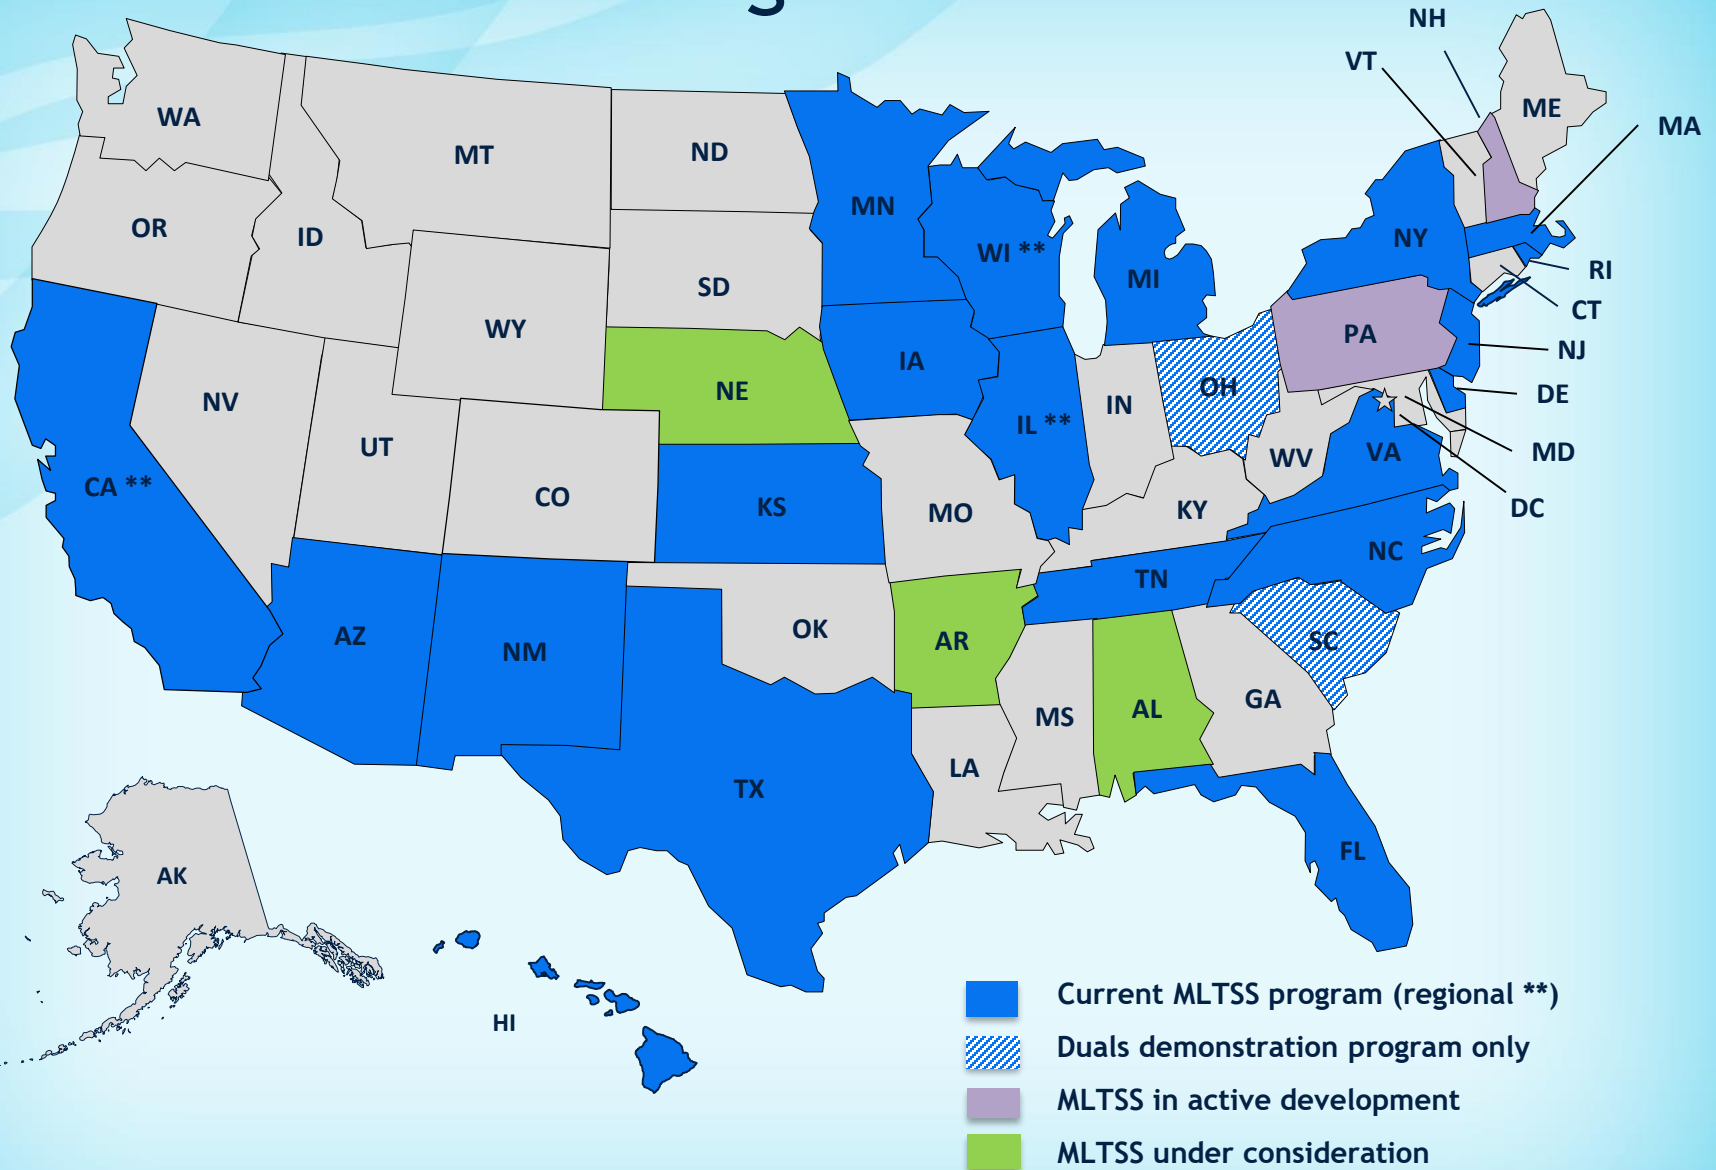 NH
VT
ME
MA
WA
MT
ND
MN
OR
ID
WI **
NY
MI
RI
SD
CT
WY
PA
NJ
IA
NE
OH
DE
NV
IN
IL **
UT
WV
VA
MD
CA **
CO
KS
MO
KY
DC
NC
TN
AZ
NM
OK
AR
SC
MS
AL
GA
TX
LA
FL
AK
HI
Current MLTSS program (regional **)
Duals demonstration program only
MLTSS in active development
MLTSS under consideration